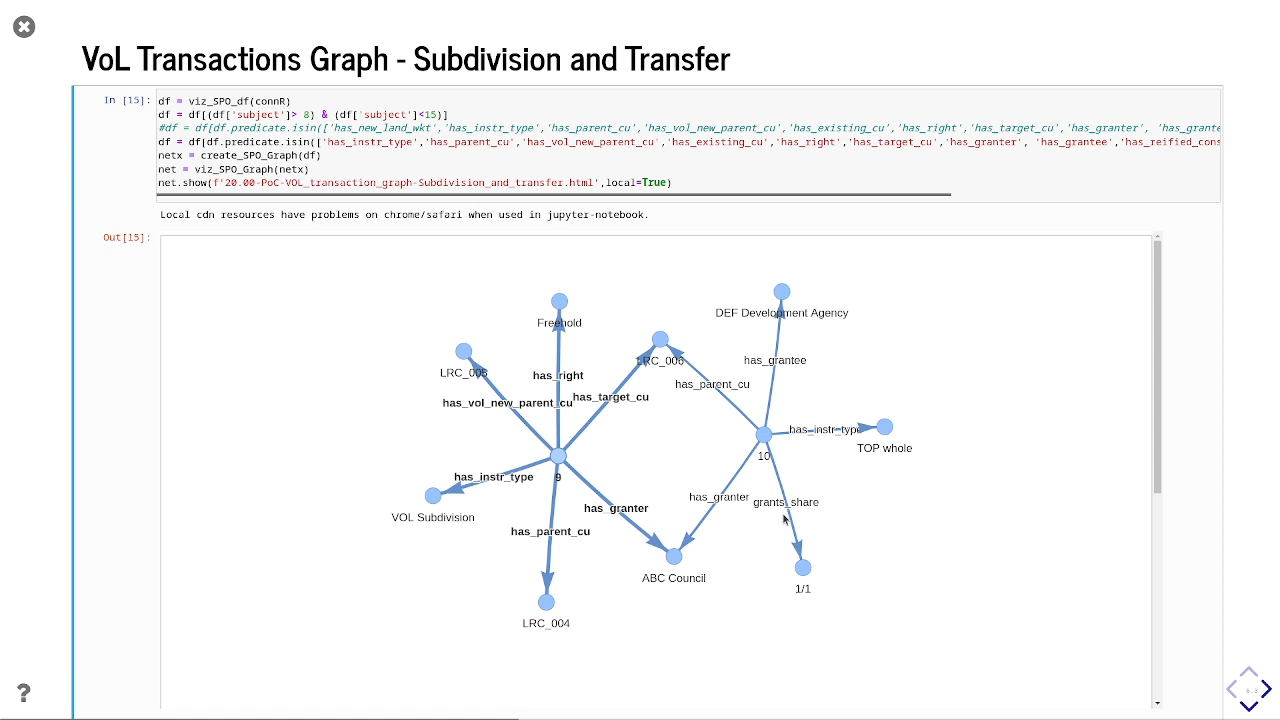 VoL Transactions Graph - Subdivision and Transfer
In [15]:
df = viz_SPO_df(connR)
df = df[(df['subject']> 8) & (df['subject']<15)]
#df = df[df.predicate.isin(['has_new_land_wkt','has_instr_type','has_parent_cu','has_vol_new_parent_cu','has_existing_cu','has_right','has_target_cu','has_granter', 'has_grante
df = df[df.predicate.isin(['has_instr_type','has_parent_cu','has_vol_new_parent_cu','has_existing_cu','has_right','has_target_cu','has_granter', 'has_grantee','has_reified_cons
netx = create_SPO_Graph(df)
net = viz_SPO_Graph(netx)
net.show(f'20.00-PoC-VOL_transaction_graph-Subdivision_and_transfer.html',local=True)
Local cdn resources have problems on chrome/safari when used in jupyter-notebook.
Out[15]:
DEF Development Agency
Freehold
has_grantee
LRC_006
LRC_005
has_right
has_parent_cu
has_vol_new_parent_cu
has_target_cu
has_instr_type
TOP whole
10
has_instr_type
9
has_granter
grants_share
has_granter
VOL Subdivision
has_parent_cu
ABC Council
1/1
LRC_004
?